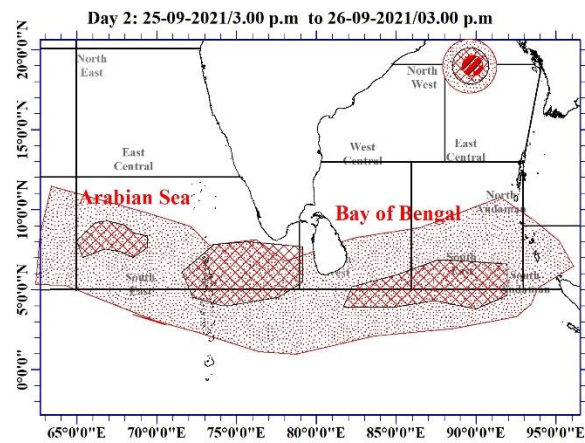 Day 2: 25-09-2021/3.00 p.m to 26-09-2021/03.00 p.m
20°0'0"N
15°0'0"N
10°0'0"N
5°0'0"N
0°0'0"
North
East
North
West
East
Central
West
Central
East
Central
Arabian Sea
Bay of Bengal
North
Andaman
South
East
South
East
South
65°0'0"E
70°0'0"E
75°0'0"E
80°0'0"E
85°0'0"E
90°0'0"E
95°0'0"E